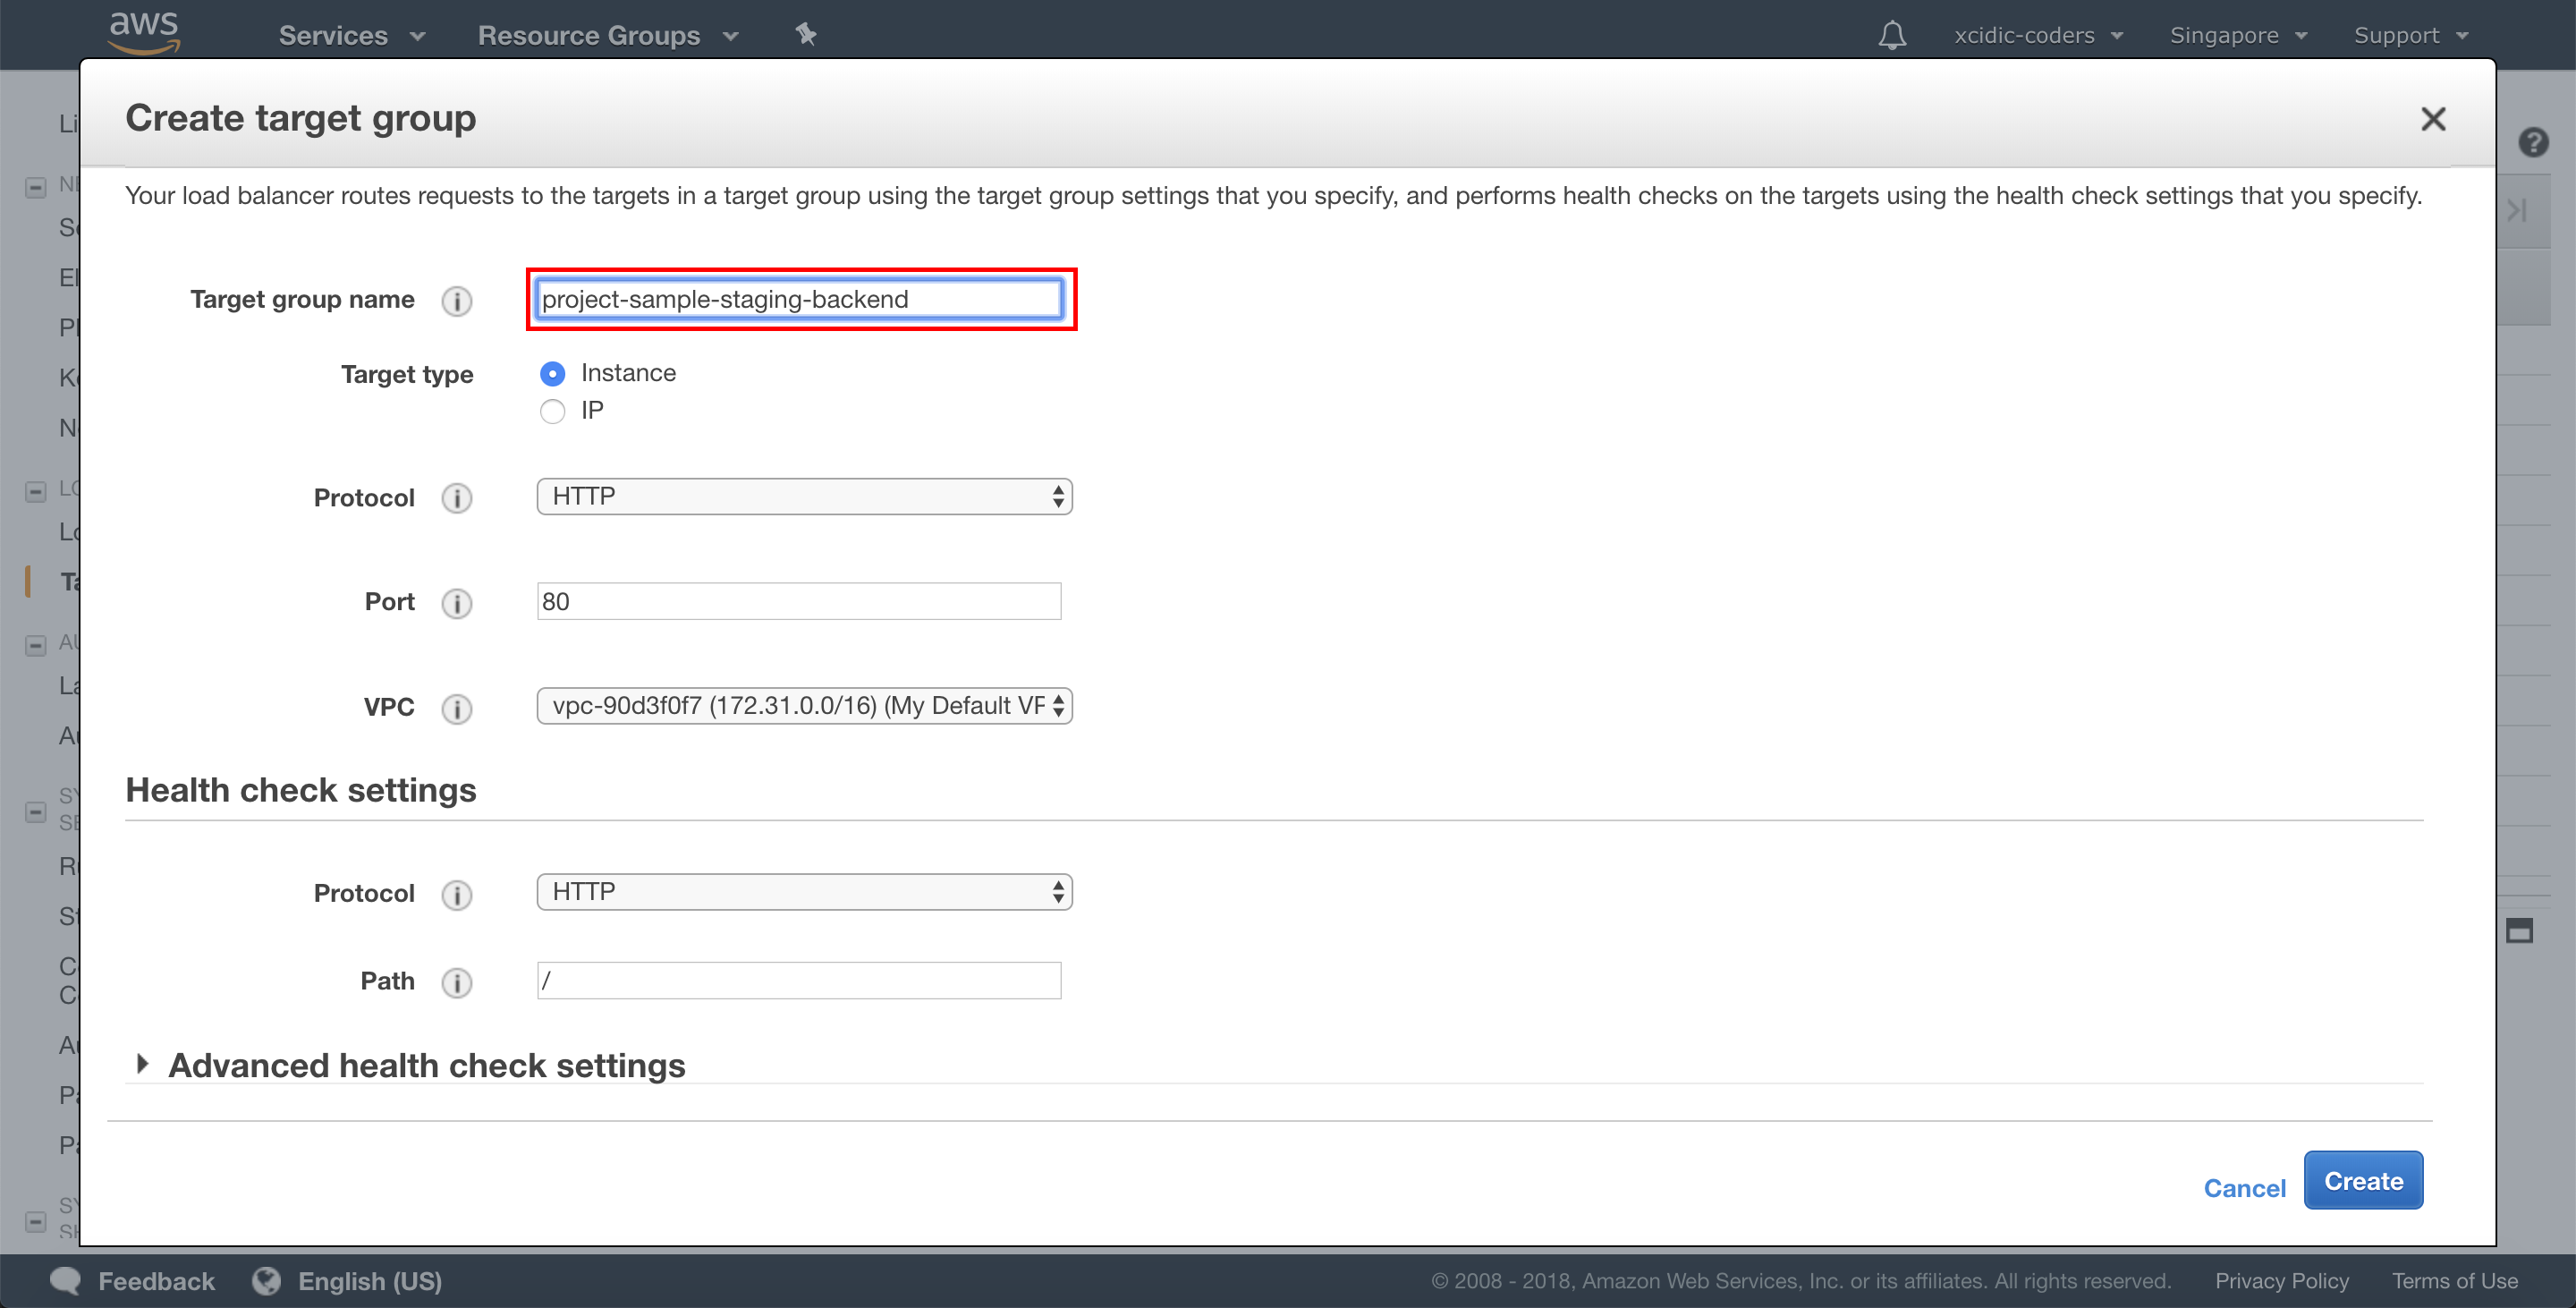 aws Services Resource Groups xcidic-coders Singapore Support
Create target group
Your load balancer routes requests to the targets in a target group using the target group settings that you specify, and performs health checks on the targets using the health check settings that you specify.
Target group name project-sample-staging-backend
Target type Instance
IP
Protocol HTTP
Port 80
VPC vpc-90d3f0f7 (172.31.0.0/16) (My Default VP
Health check settings
Protocol HTTP
Path /
Advanced health check settings
Cancel Create
Feedback English (US) © 2008 - 2018, Amazon Web Services, Inc. or its affiliates. All rights reserved. Privacy Policy Terms of Use